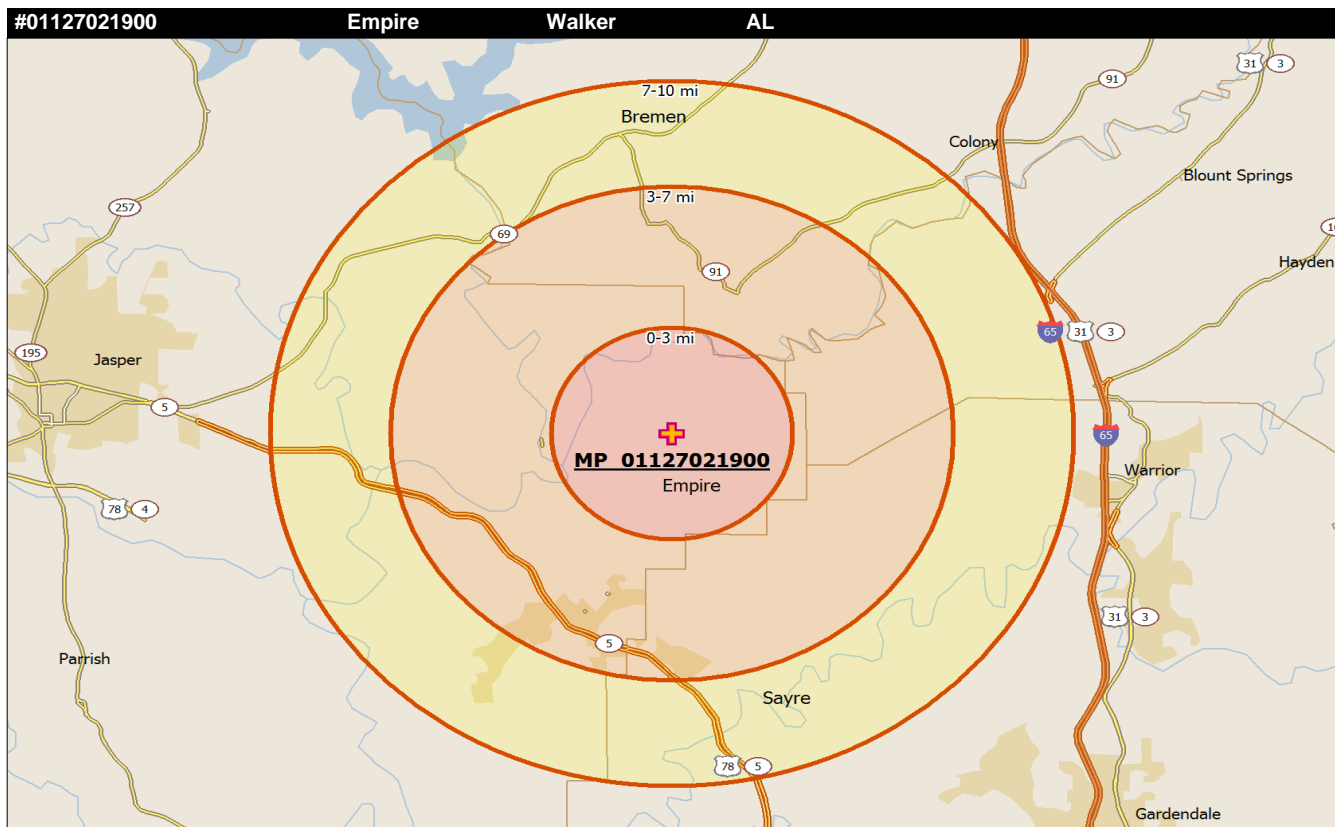 #01127021900 Empire Walker AL
7-10 mi
31 3
91
Bremen
Colony
Blount Springs
3-7 mi
257
69
91
Hayden
65 31 3
0-3 mi
195
Jasper
5
65
MP 01127021900
Warrior
Empire
78 4
31 3
5
Parrish
Sayre
78 5
Gardendale